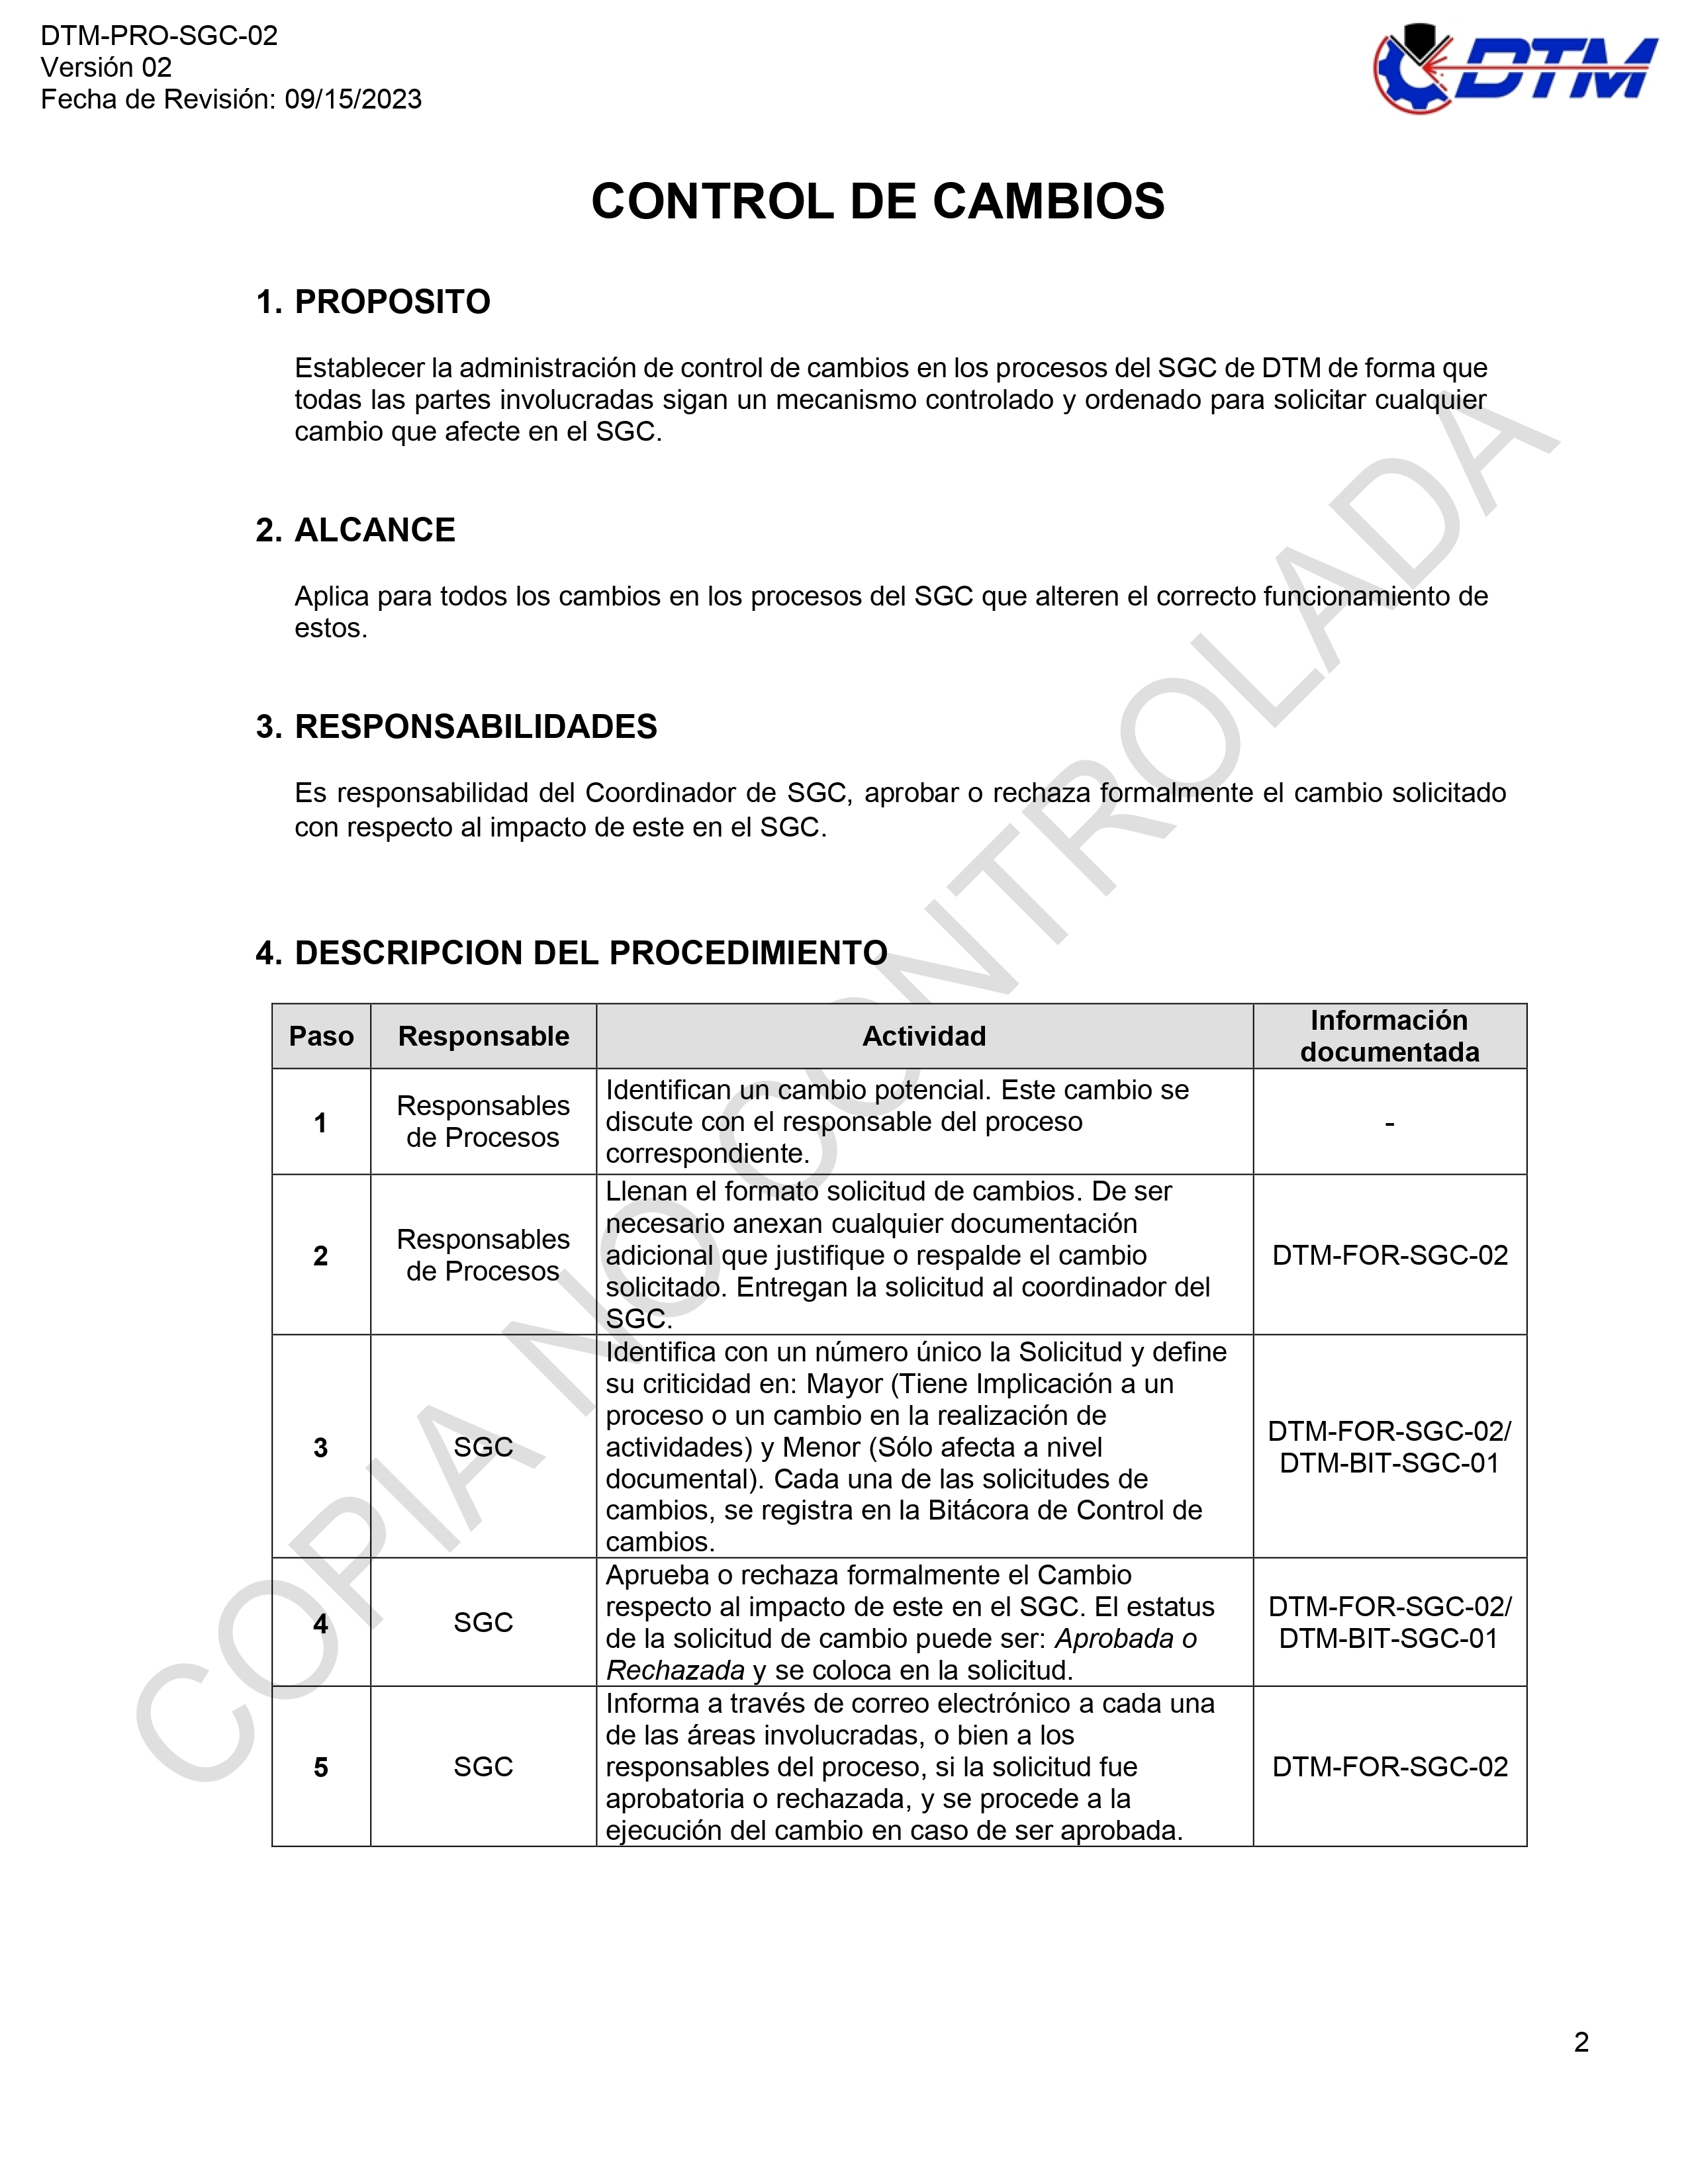 DTM-PRO-SGC-02
Versión 02
Fecha de Revisión: 09/15/2023
DTM
CONTROL DE CAMBIOS
1. PROPOSITO
Establecer la administración de control de cambios en los procesos del SGC de DTM de forma que
todas las partes involucradas sigan un mecanismo controlado y ordenado para solicitar cualquier
cambio que afecte en el SGC.
2. ALCANCE
Aplica para todos los cambios en los procesos del SGC que alteren el correcto funcionamiento de
estos.
3. RESPONSABILIDADES
Es responsabilidad del Coordinador de SGC, aprobar o rechaza formalmente el cambio solicitado
con respecto al impacto de este en el SGC.
4. DESCRIPCION DEL PROCEDIMIENTO
Paso
Responsable
Actividad
Información
documentada
1
Responsables
de Procesos
Identifican un cambio potencial. Este cambio se
discute con el responsable del proceso
correspondiente.
-
2
Responsables
de Procesos
Llenan el formato solicitud de cambios. De ser
necesario anexan cualquier documentación
adicional que justifique o respalde el cambio
solicitado. Entregan la solicitud al coordinador del
SGC.
DTM-FOR-SGC-02
3
SGC
Identifica con un número único la Solicitud y define
su criticidad en: Mayor (Tiene Implicación a un
proceso o un cambio en la realización de
actividades) y Menor (Sólo afecta a nivel
documental). Cada una de las solicitudes de
cambios, se registra en la Bitácora de Control de
cambios.
DTM-FOR-SGC-02/
DTM-BIT-SGC-01
4
SGC
Aprueba o rechaza formalmente el Cambio
respecto al impacto de este en el SGC. El estatus
de la solicitud de cambio puede ser: Aprobada o
Rechazada y se coloca en la solicitud.
DTM-FOR-SGC-02/
DTM-BIT-SGC-01
5
SGC
Informa a través de correo electrónico a cada una
de las áreas involucradas, o bien a los
responsables del proceso, si la solicitud fue
aprobatoria o rechazada, y se procede a la
ejecución del cambio en caso de ser aprobada.
DTM-FOR-SGC-02
COPIA NO CONTROLADA
2